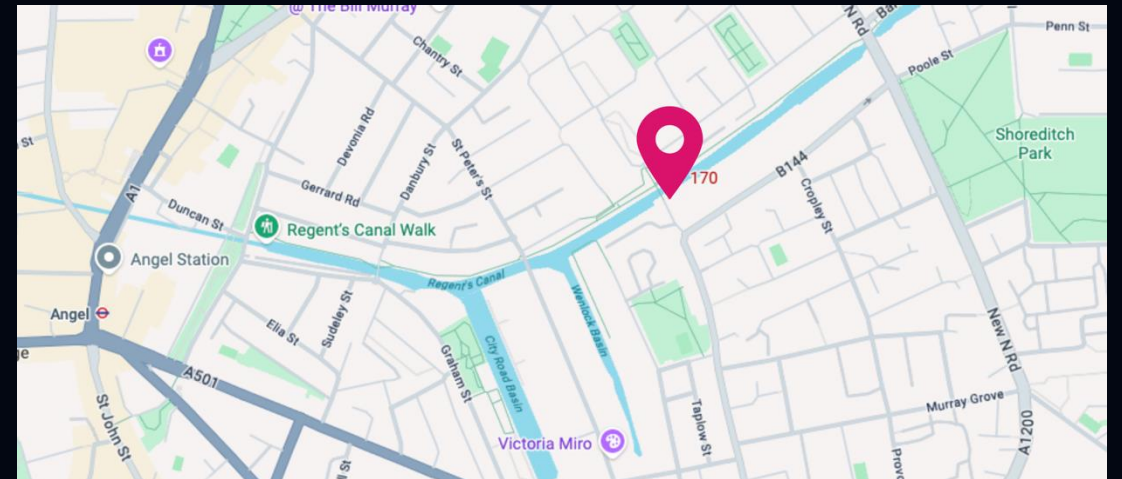 @ The Bill Murray
N Rd
Penn St
Chantry St
Poole St
Shoreditch
Park
St
Devonia Rd
Danbury St
St Peter's St
170
B144
Cropley St
Gerrard Rd
A1
Duncan St
Regent's Canal Walk
Angel Station
Regent's Canal
Wenlock Basin
Angel
Elia St
Sudeley St
New N Rd
A501
Graham St
City Road Basin
St John St
Taplow St
Murray Grove
A1200
Victoria Miro
St